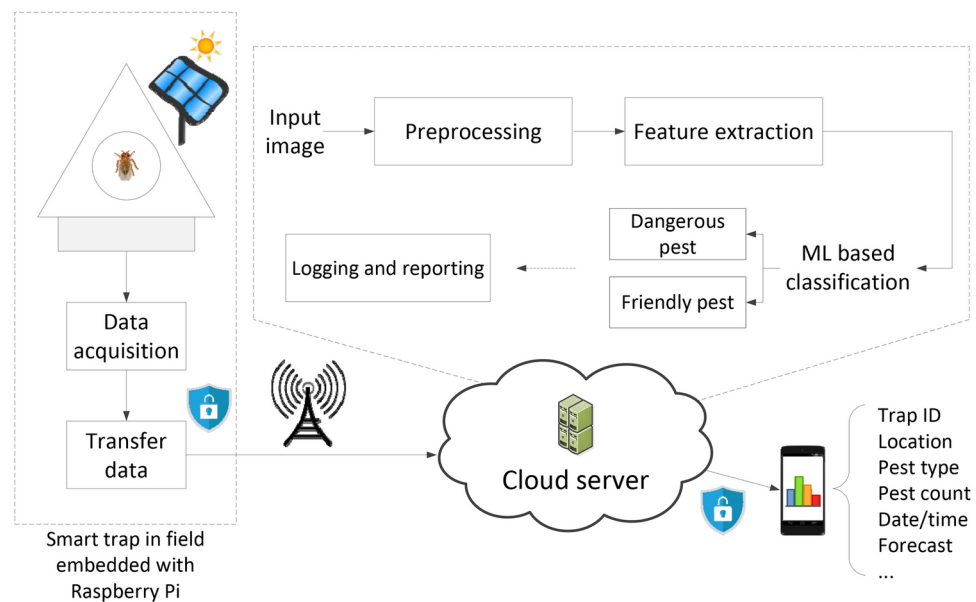 Input
image
Preprocessing
Feature extraction
Dangerous
pest
Friendly pest
ML based
classification
Logging and reporting
Data
acquisition
Transfer
data
Smart trap in field
embedded with
Raspberry Pi
Cloud server
Trap ID
Location
Pest type
Pest count
Date/time
Forecast
...